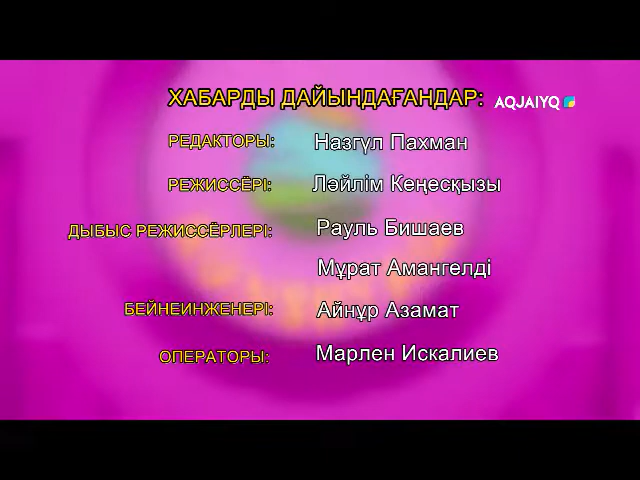 ХАБАРДЫ ДАЙЫНДАҒАНДАР:
AQJAIYQ
РЕДАКТОРЫ: Назгүл Пахман
РЕЖИССЁРІ: Ләйлім Кеңесқызы
ДЫБЫС РЕЖИССЁРЛЕРІ: Рауль Бишаев
Мұрат Амангелді
БЕЙНЕИНЖЕНЕРІ: Айнұр Азамат
ОПЕРАТОРЫ: Марлен Искалиев